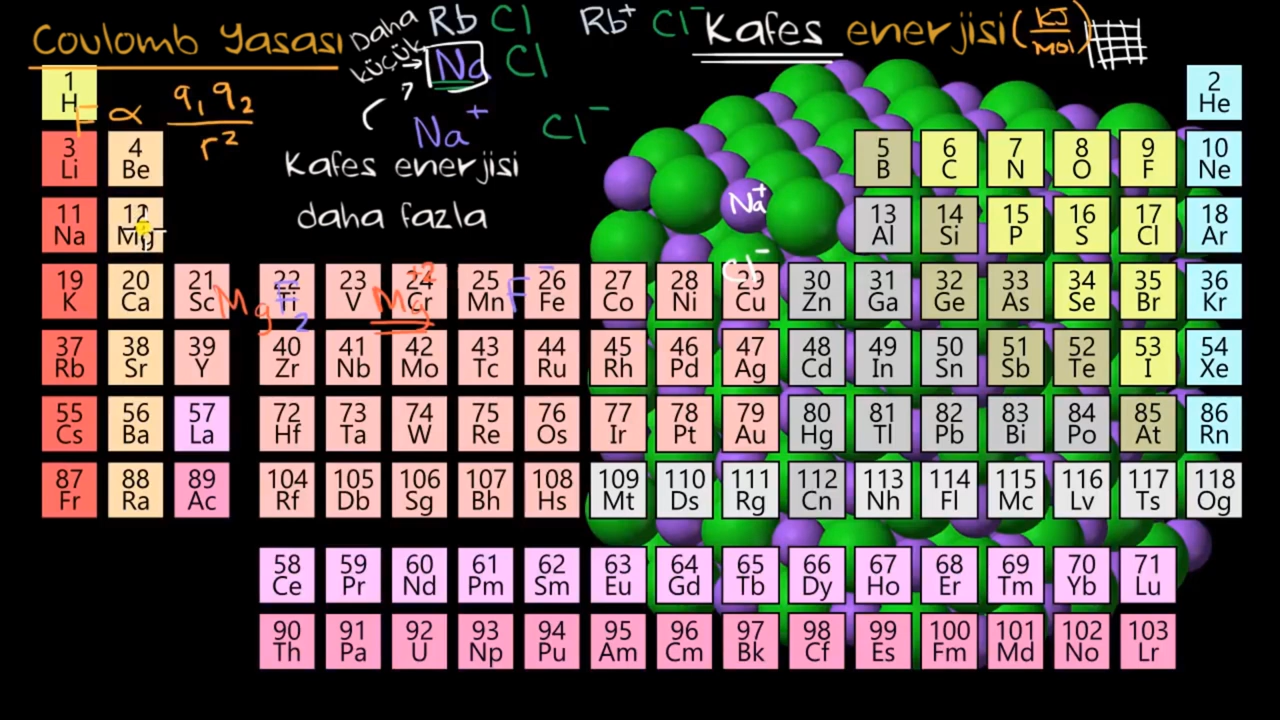 Coulomb Yasası Daha küçük Rb Cl Rb+ Cl- Kafes enerjisi (kJ/mol)
Na Cl
F ∝ q1 q2 / r2
Na+ Cl-
Kafes enerjisi
daha fazla
Na+
Cl-
MgF2 Mg+2 F-
1 H 2 He
3 Li 4 Be 5 B 6 C 7 N 8 O 9 F 10 Ne
11 Na 12 Mg 13 Al 14 Si 15 P 16 S 17 Cl 18 Ar
19 K 20 Ca 21 Sc 22 Ti 23 V 24 Cr 25 Mn 26 Fe 27 Co 28 Ni 29 Cu 30 Zn 31 Ga 32 Ge 33 As 34 Se 35 Br 36 Kr
37 Rb 38 Sr 39 Y 40 Zr 41 Nb 42 Mo 43 Tc 44 Ru 45 Rh 46 Pd 47 Ag 48 Cd 49 In 50 Sn 51 Sb 52 Te 53 I 54 Xe
55 Cs 56 Ba 57 La 72 Hf 73 Ta 74 W 75 Re 76 Os 77 Ir 78 Pt 79 Au 80 Hg 81 Tl 82 Pb 83 Bi 84 Po 85 At 86 Rn
87 Fr 88 Ra 89 Ac 104 Rf 105 Db 106 Sg 107 Bh 108 Hs 109 Mt 110 Ds 111 Rg 112 Cn 113 Nh 114 Fl 115 Mc 116 Lv 117 Ts 118 Og
58 Ce 59 Pr 60 Nd 61 Pm 62 Sm 63 Eu 64 Gd 65 Tb 66 Dy 67 Ho 68 Er 69 Tm 70 Yb 71 Lu
90 Th 91 Pa 92 U 93 Np 94 Pu 95 Am 96 Cm 97 Bk 98 Cf 99 Es 100 Fm 101 Md 102 No 103 Lr